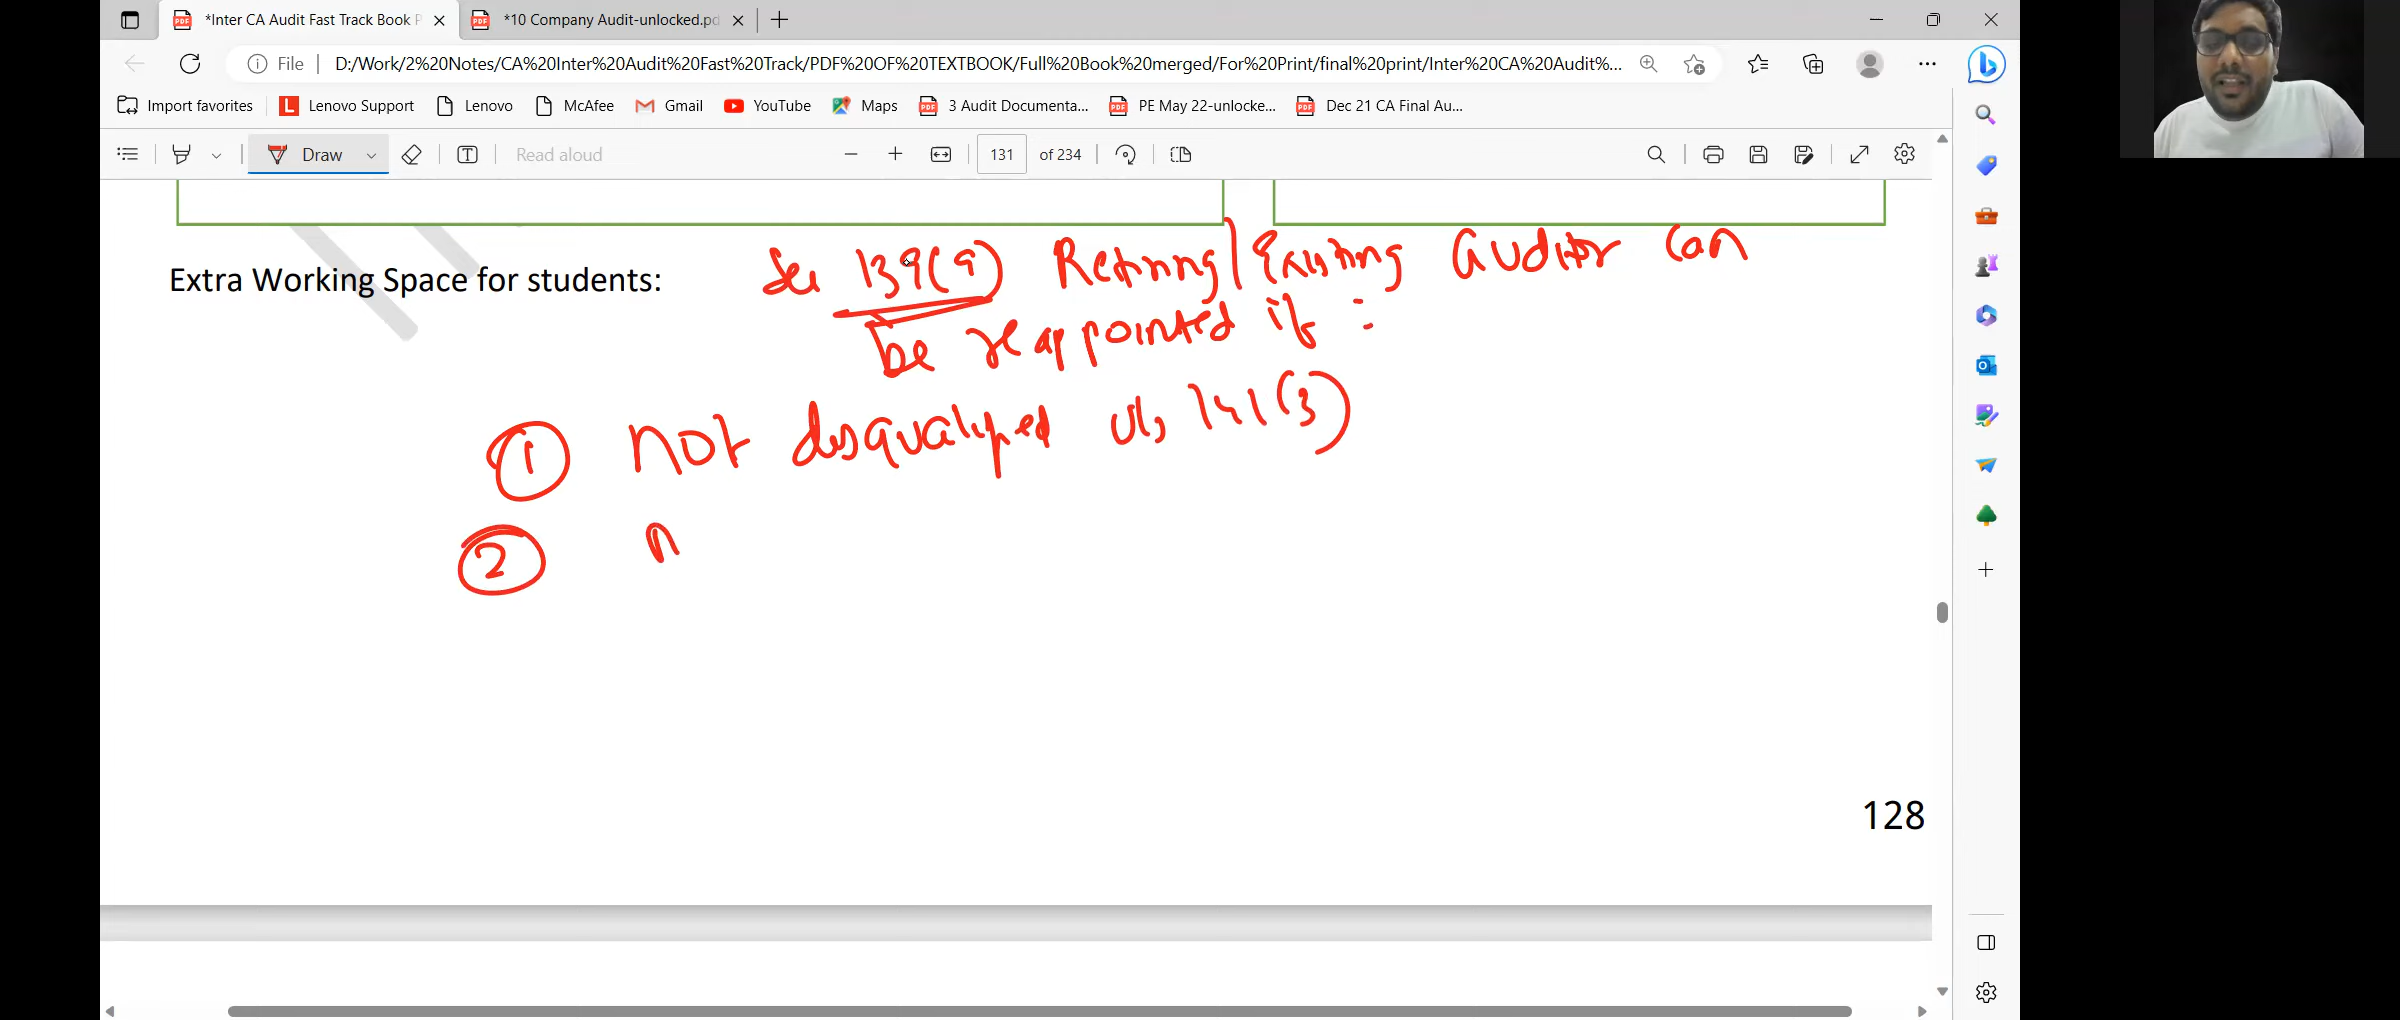 *Inter CA Audit Fast Track Book P
*10 Company Audit-unlocked.pd
File
D:/Work/2%20Notes/CA%20Inter%20Audit%20Fast%20Track/PDF%20OF%20TEXTBOOK/Full%20Book%20merged/For%20Print/final%20print/Inter%20CA%20Audit%...
Import favorites
Lenovo Support
Lenovo
McAfee
Gmail
YouTube
Maps
3 Audit Documenta...
PE May 22-unlocke...
Dec 21 CA Final Au...
Draw
Read aloud
131 of 234
Extra Working Space for students:
Sec 139(9) Retiring/Existing Auditor can
be reappointed if :
1 not disqualified u/s 141(3)
2 n
128